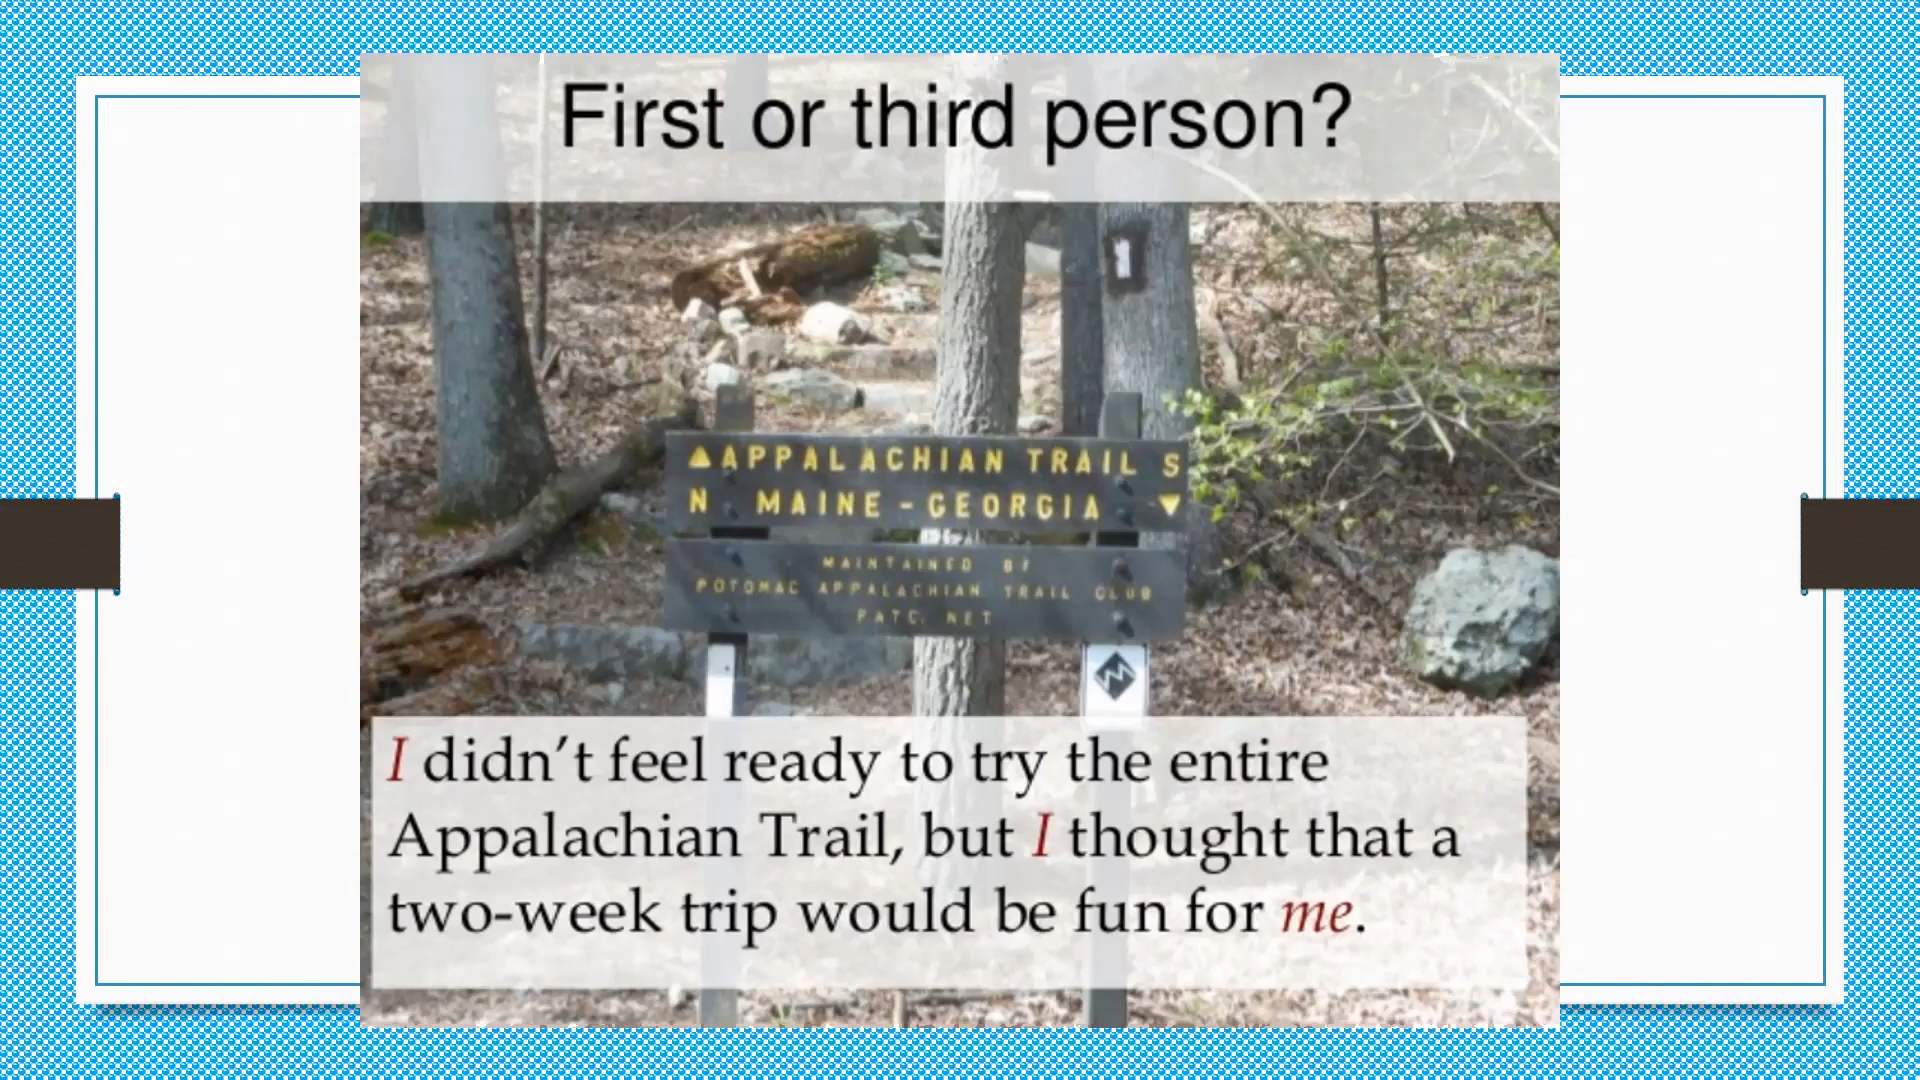 First or third person?
APPALACHIAN TRAIL S
N MAINE - GEORGIA
MAINTAINED BY
POTOMAC APPALACHIAN TRAIL CLUB
PATC. NET
I didn’t feel ready to try the entire
Appalachian Trail, but I thought that a
two-week trip would be fun for me.